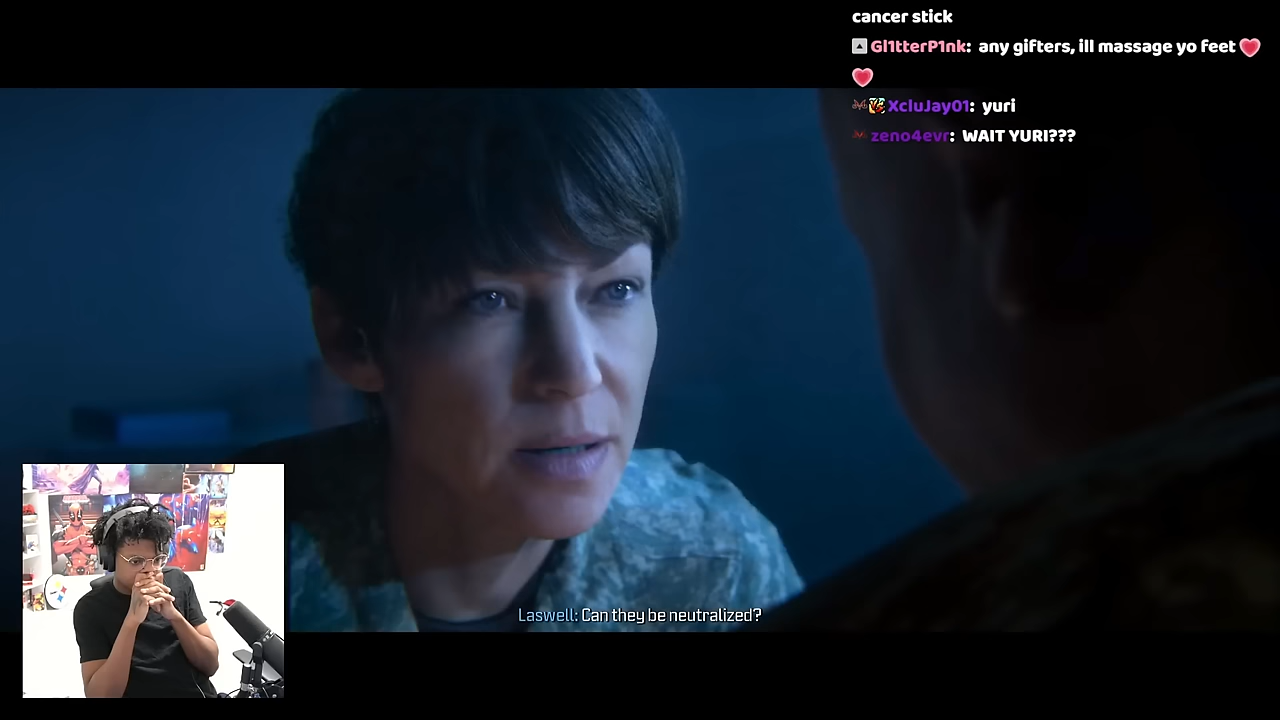 cancer stick
Gl1tterP1nk: any gifters, ill massage yo feet
XcluJay01: yuri
zeno4evr: WAIT YURI???
Laswell: Can they be neutralized?